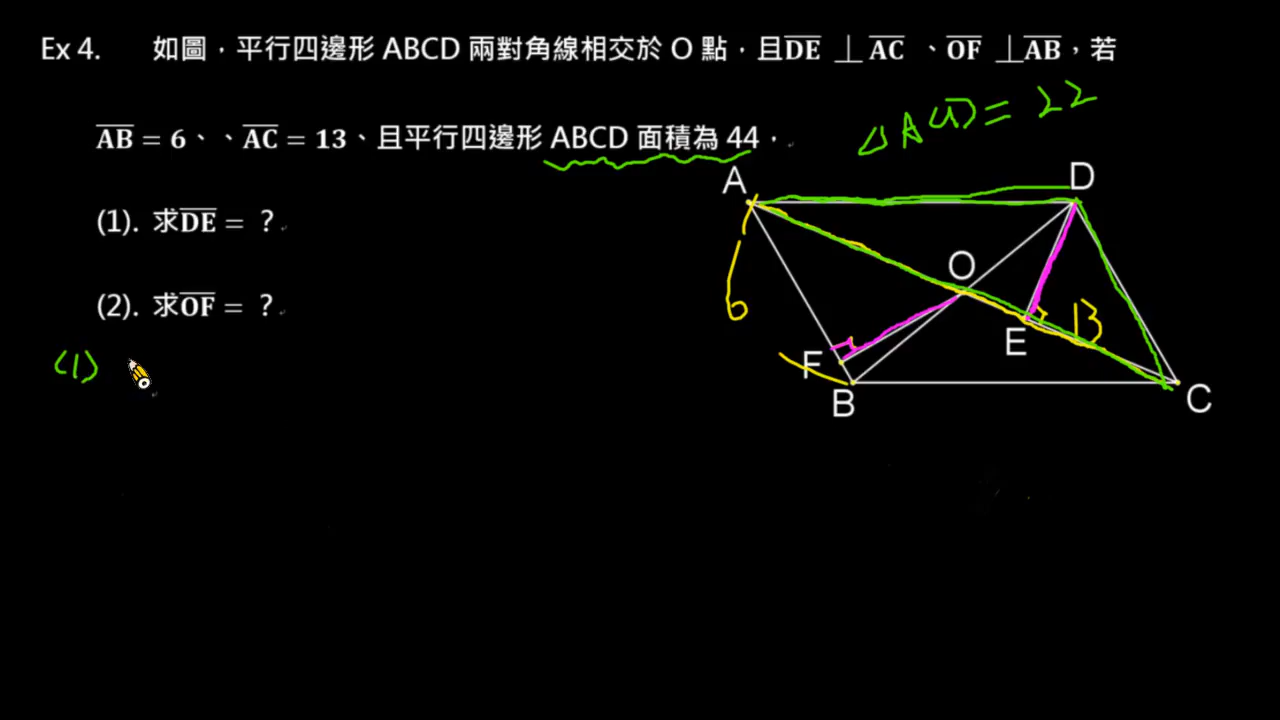 Ex 4. 如圖，平行四邊形 ABCD 兩對角線相交於 O 點，且DE ⊥ AC 、OF ⊥AB，若
AB = 6、、AC = 13、且平行四邊形 ABCD 面積為 44，
(1). 求DE = ？
(2). 求OF = ？
(1)
A
D
O
E
F
B
C
6
13